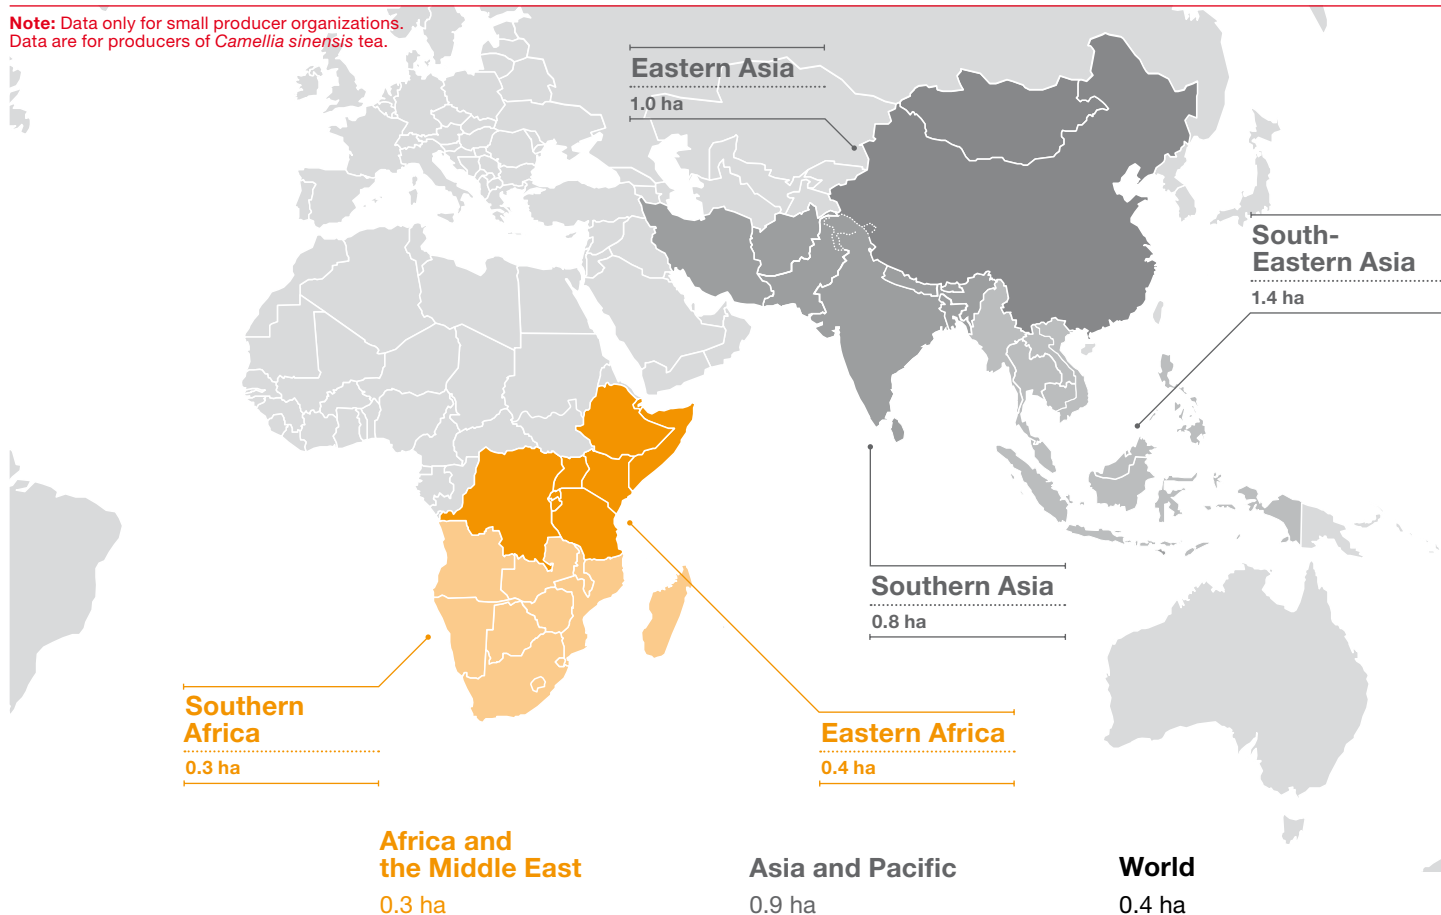 Note: Data only for small producer organizations.
Data are for producers of Camellia sinensis tea.
Eastern Asia
1.0 ha
South-
Eastern Asia
1.4 ha
Southern Asia
0.8 ha
Southern
Africa
0.3 ha
Eastern Africa
0.4 ha
Africa and
the Middle East
0.3 ha
Asia and Pacific
0.9 ha
World
0.4 ha